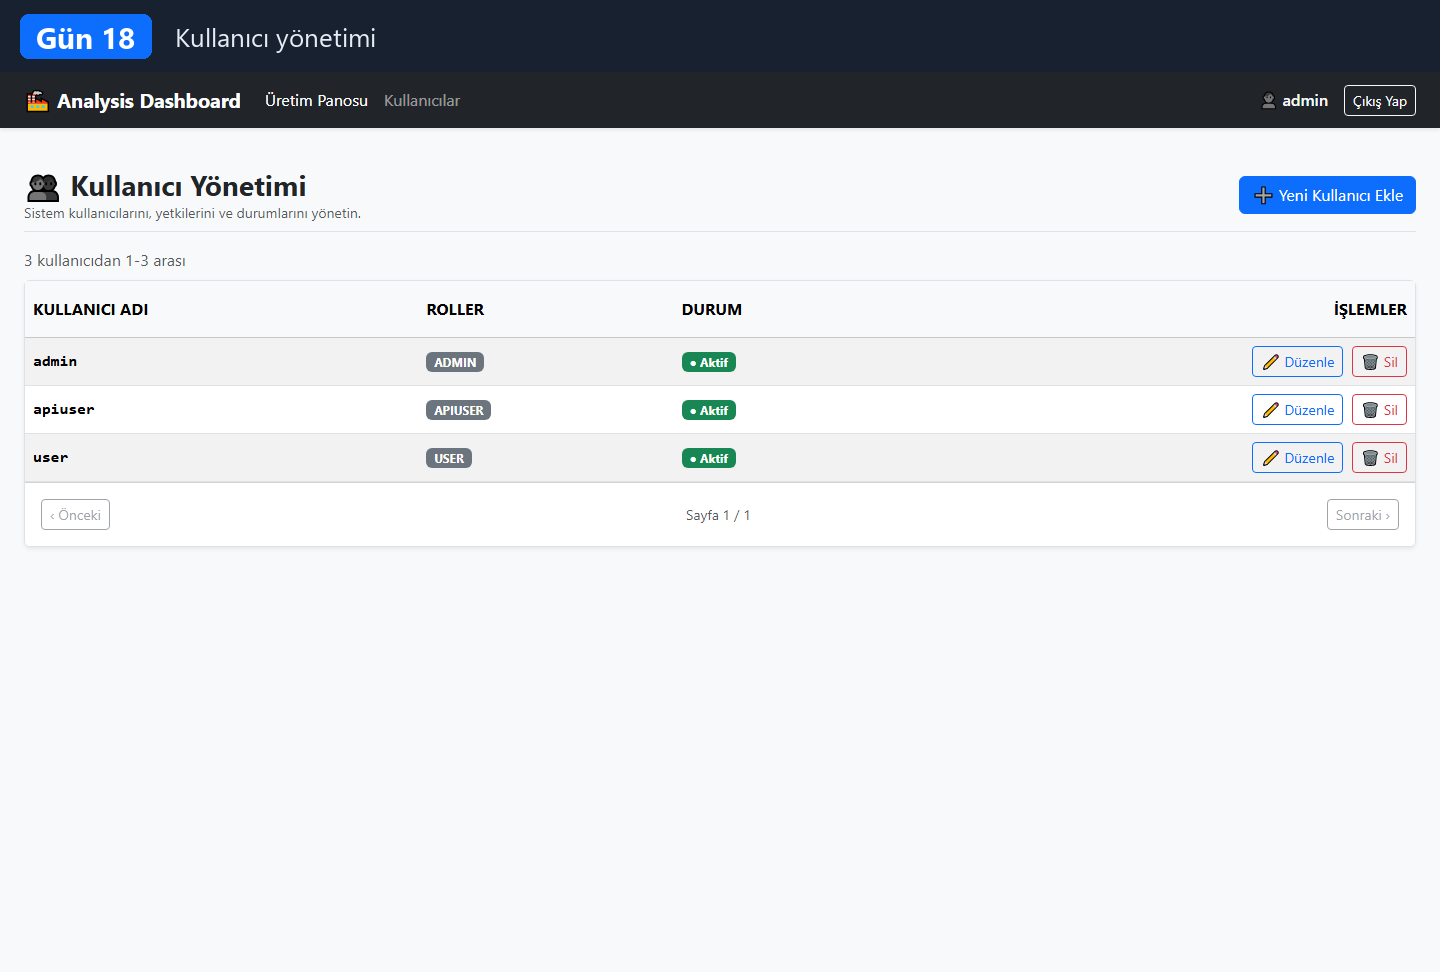 Gün 18 Kullanıcı yönetimi
Analysis Dashboard Üretim Panosu Kullanıcılar admin Çıkış Yap
Kullanıcı Yönetimi
Sistem kullanıcılarını, yetkilerini ve durumlarını yönetin.
Yeni Kullanıcı Ekle
3 kullanıcıdan 1-3 arası
KULLANICI ADI ROLLER DURUM İŞLEMLER
admin ADMIN ● Aktif Düzenle Sil
apiuser APIUSER ● Aktif Düzenle Sil
user USER ● Aktif Düzenle Sil
‹ Önceki Sayfa 1 / 1 Sonraki ›